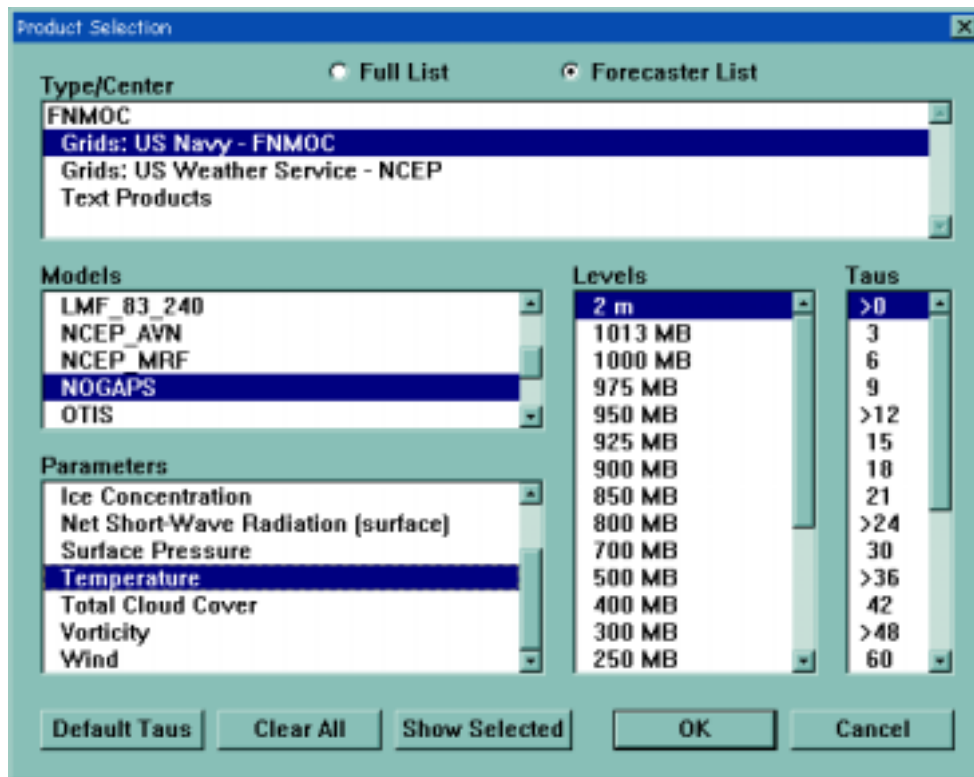 Product Selection
Full List
Forecaster List
Type/Center
FNMOC
Grids: US Navy - FNMOC
Grids: US Weather Service - NCEP
Text Products
Models
LMF_83_240
NCEP_AVN
NCEP_MRF
NOGAPS
OTIS
Parameters
Ice Concentration
Net Short-Wave Radiation (surface)
Surface Pressure
Temperature
Total Cloud Cover
Vorticity
Wind
Levels
2 m
1013 MB
1000 MB
975 MB
950 MB
925 MB
900 MB
850 MB
800 MB
700 MB
500 MB
400 MB
300 MB
250 MB
Taus
>0
3
6
9
>12
15
18
21
>24
30
>36
42
>48
60
Default Taus
Clear All
Show Selected
OK
Cancel